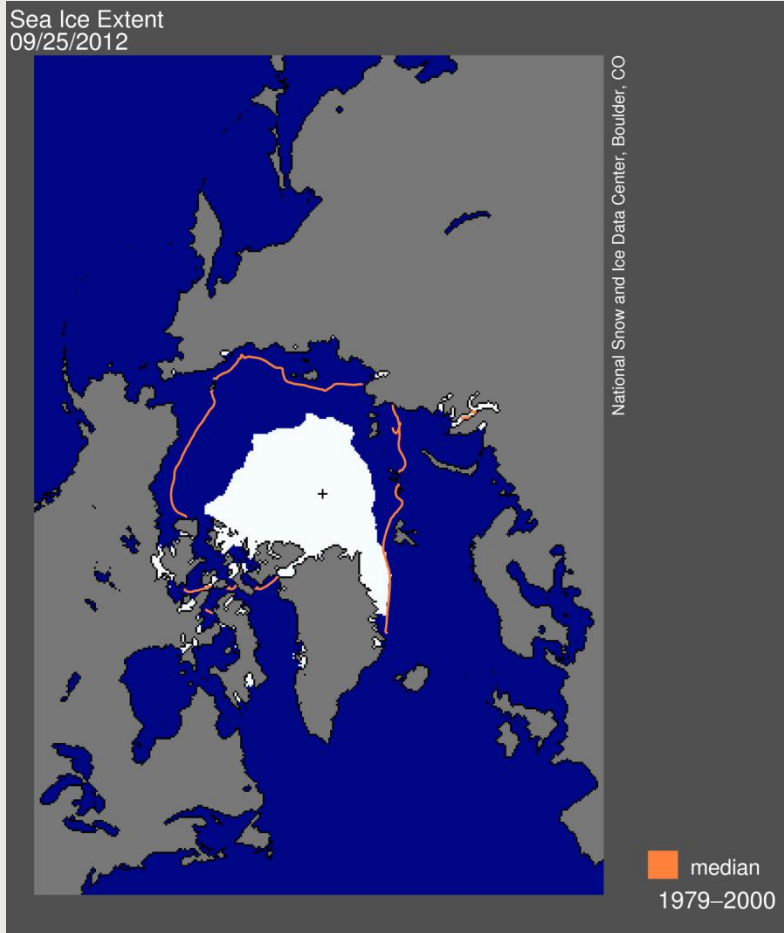 Sea Ice Extent
09/25/2012
National Snow and Ice Data Center, Boulder, CO
median
1979–2000